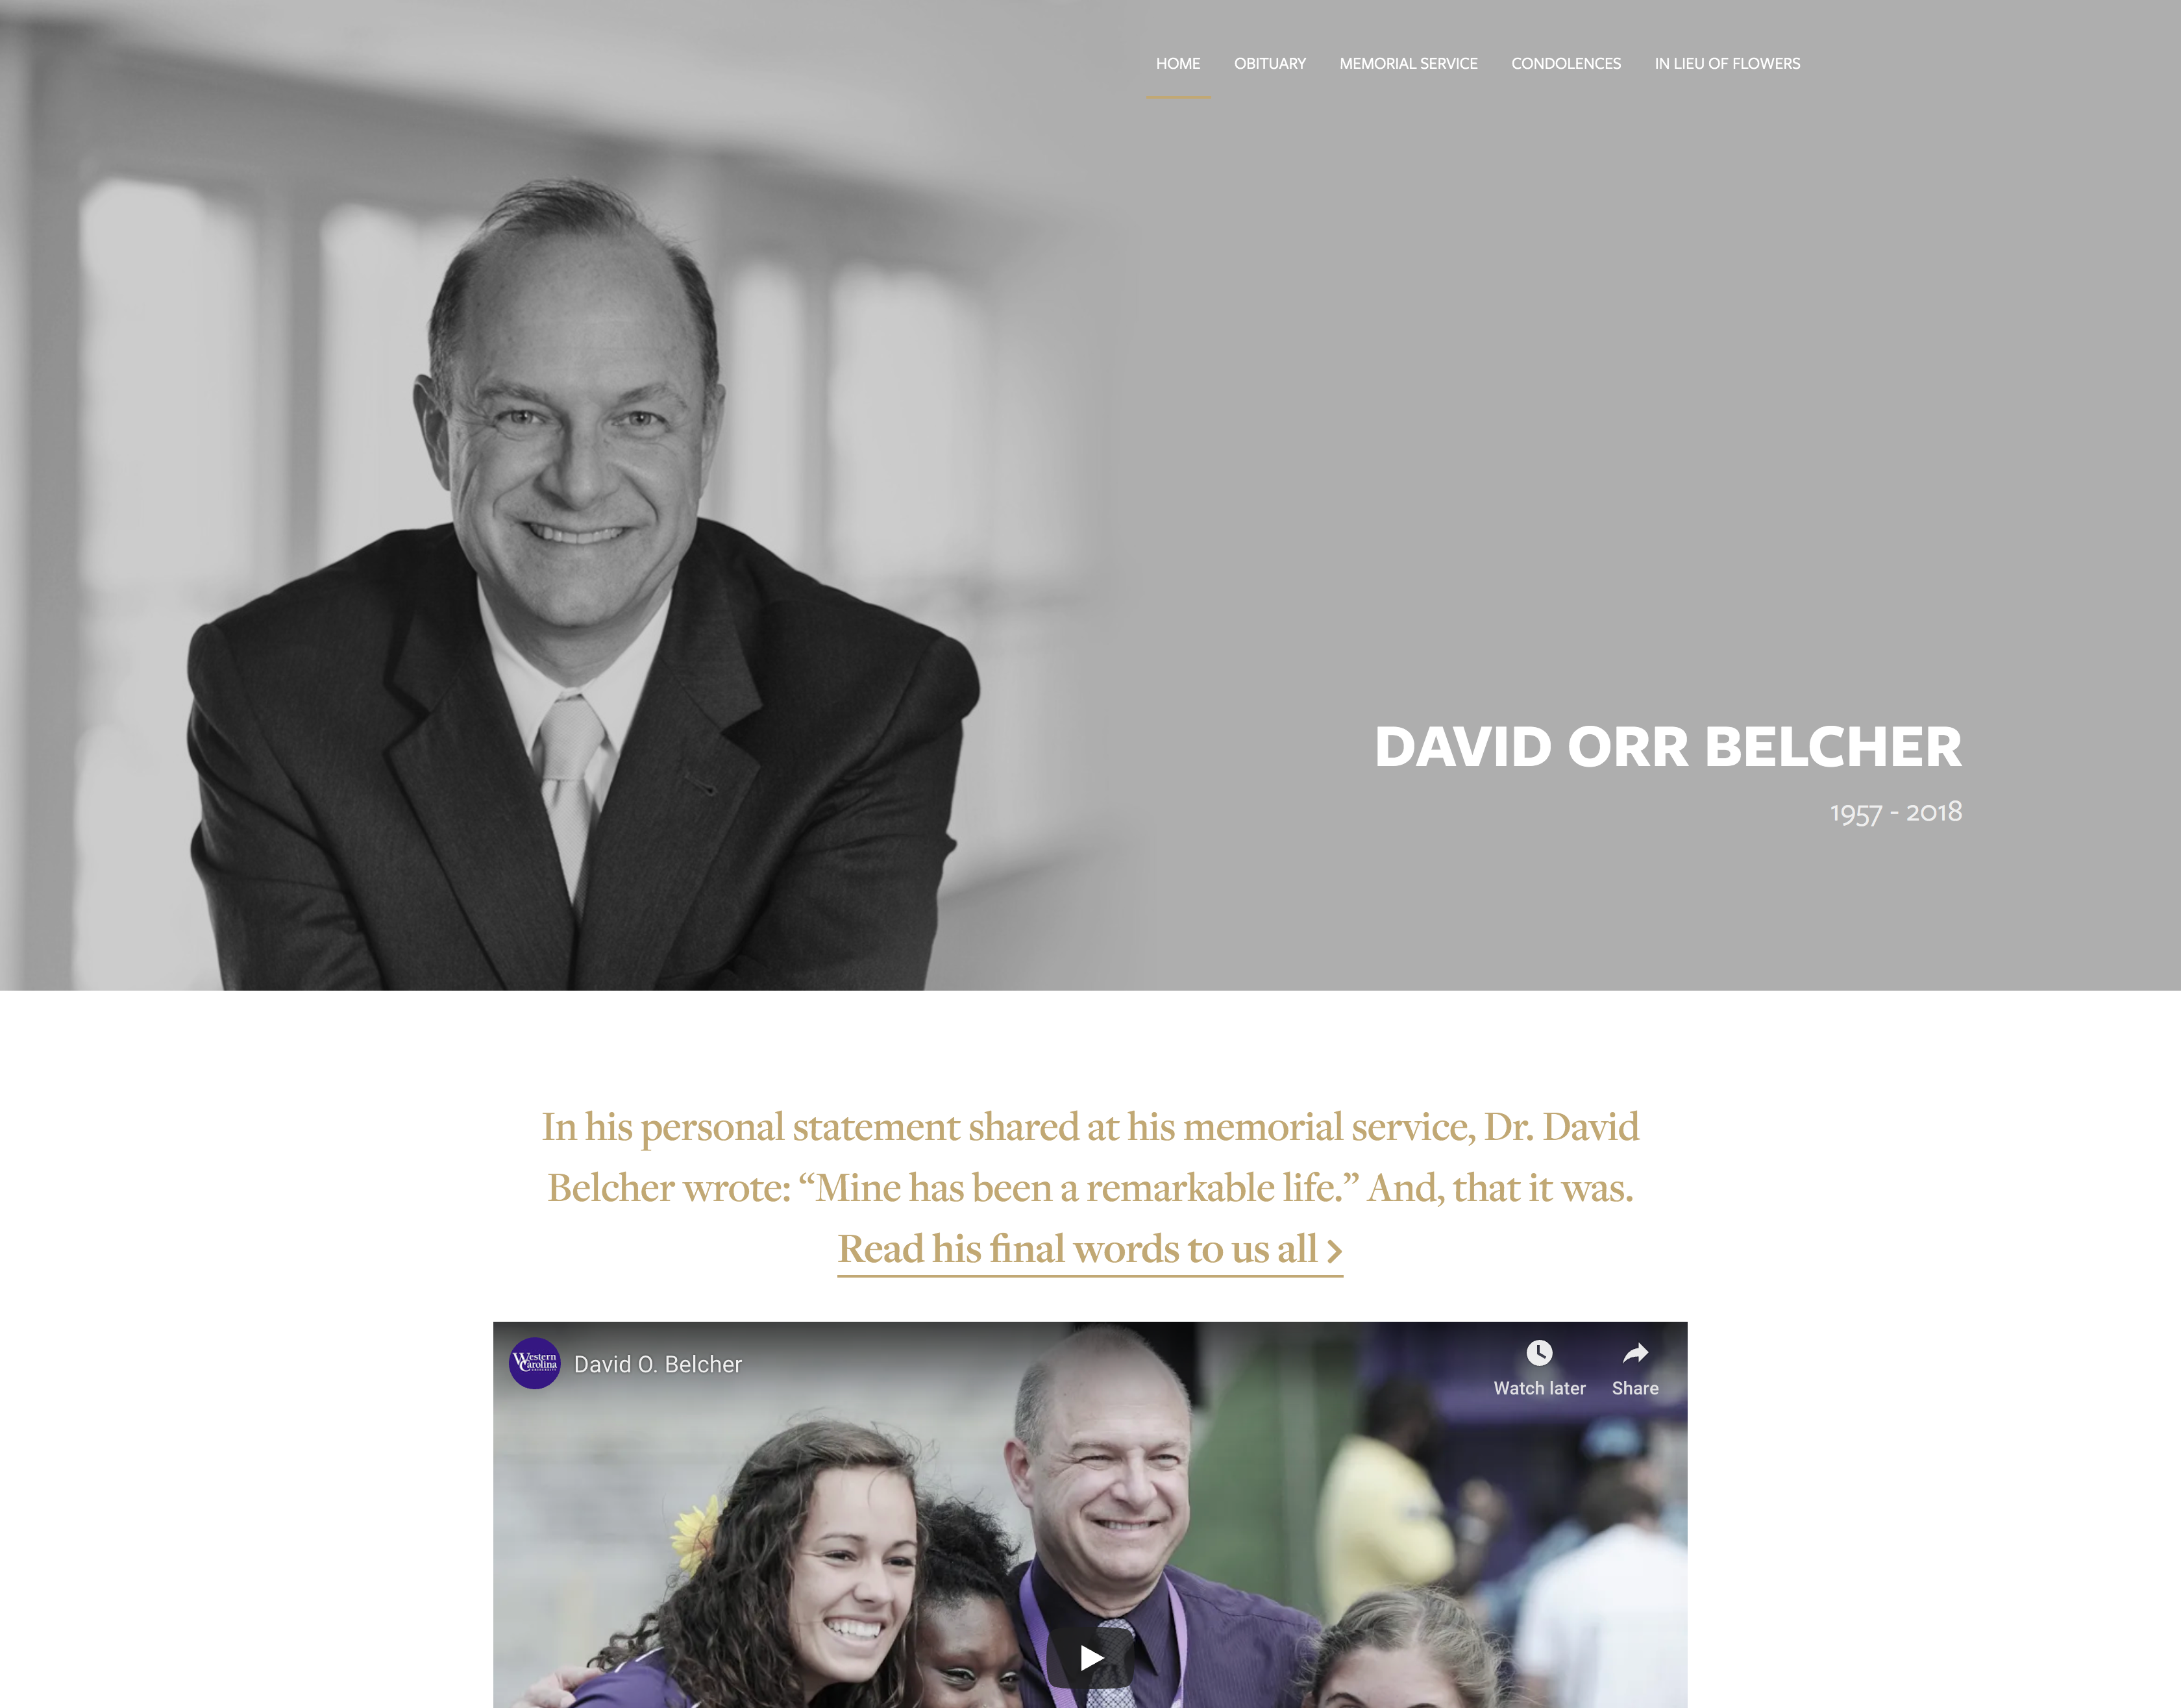 HOME OBITUARY MEMORIAL SERVICE CONDOLENCES IN LIEU OF FLOWERS
DAVID ORR BELCHER
1957 - 2018
In his personal statement shared at his memorial service, Dr. David
Belcher wrote: “Mine has been a remarkable life.” And, that it was.
Read his final words to us all
Western
Carolina
UNIVERSITY
David O. Belcher
Watch later
Share